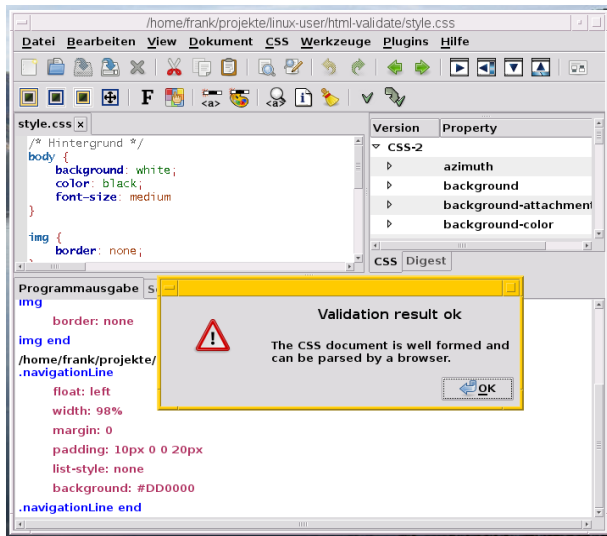 /home/frank/projekte/linux-user/html-validate/style.css
Datei Bearbeiten View Dokument CSS Werkzeuge Plugins Hilfe
F
<a>
<a>
style.css x
/* Hintergrund */
body {
background: white;
color: black;
font-size: medium
}
img {
border: none;
Version Property
CSS-2
azimuth
background
background-attachment
background-color
CSS Digest
Programmausgabe
img
border: none
img end
/home/frank/projekte/
.navigationLine
float: left
width: 98%
margin: 0
padding: 10px 0 0 20px
list-style: none
background: #DD0000
.navigationLine end
Validation result ok
The CSS document is well formed and
can be parsed by a browser.
OK